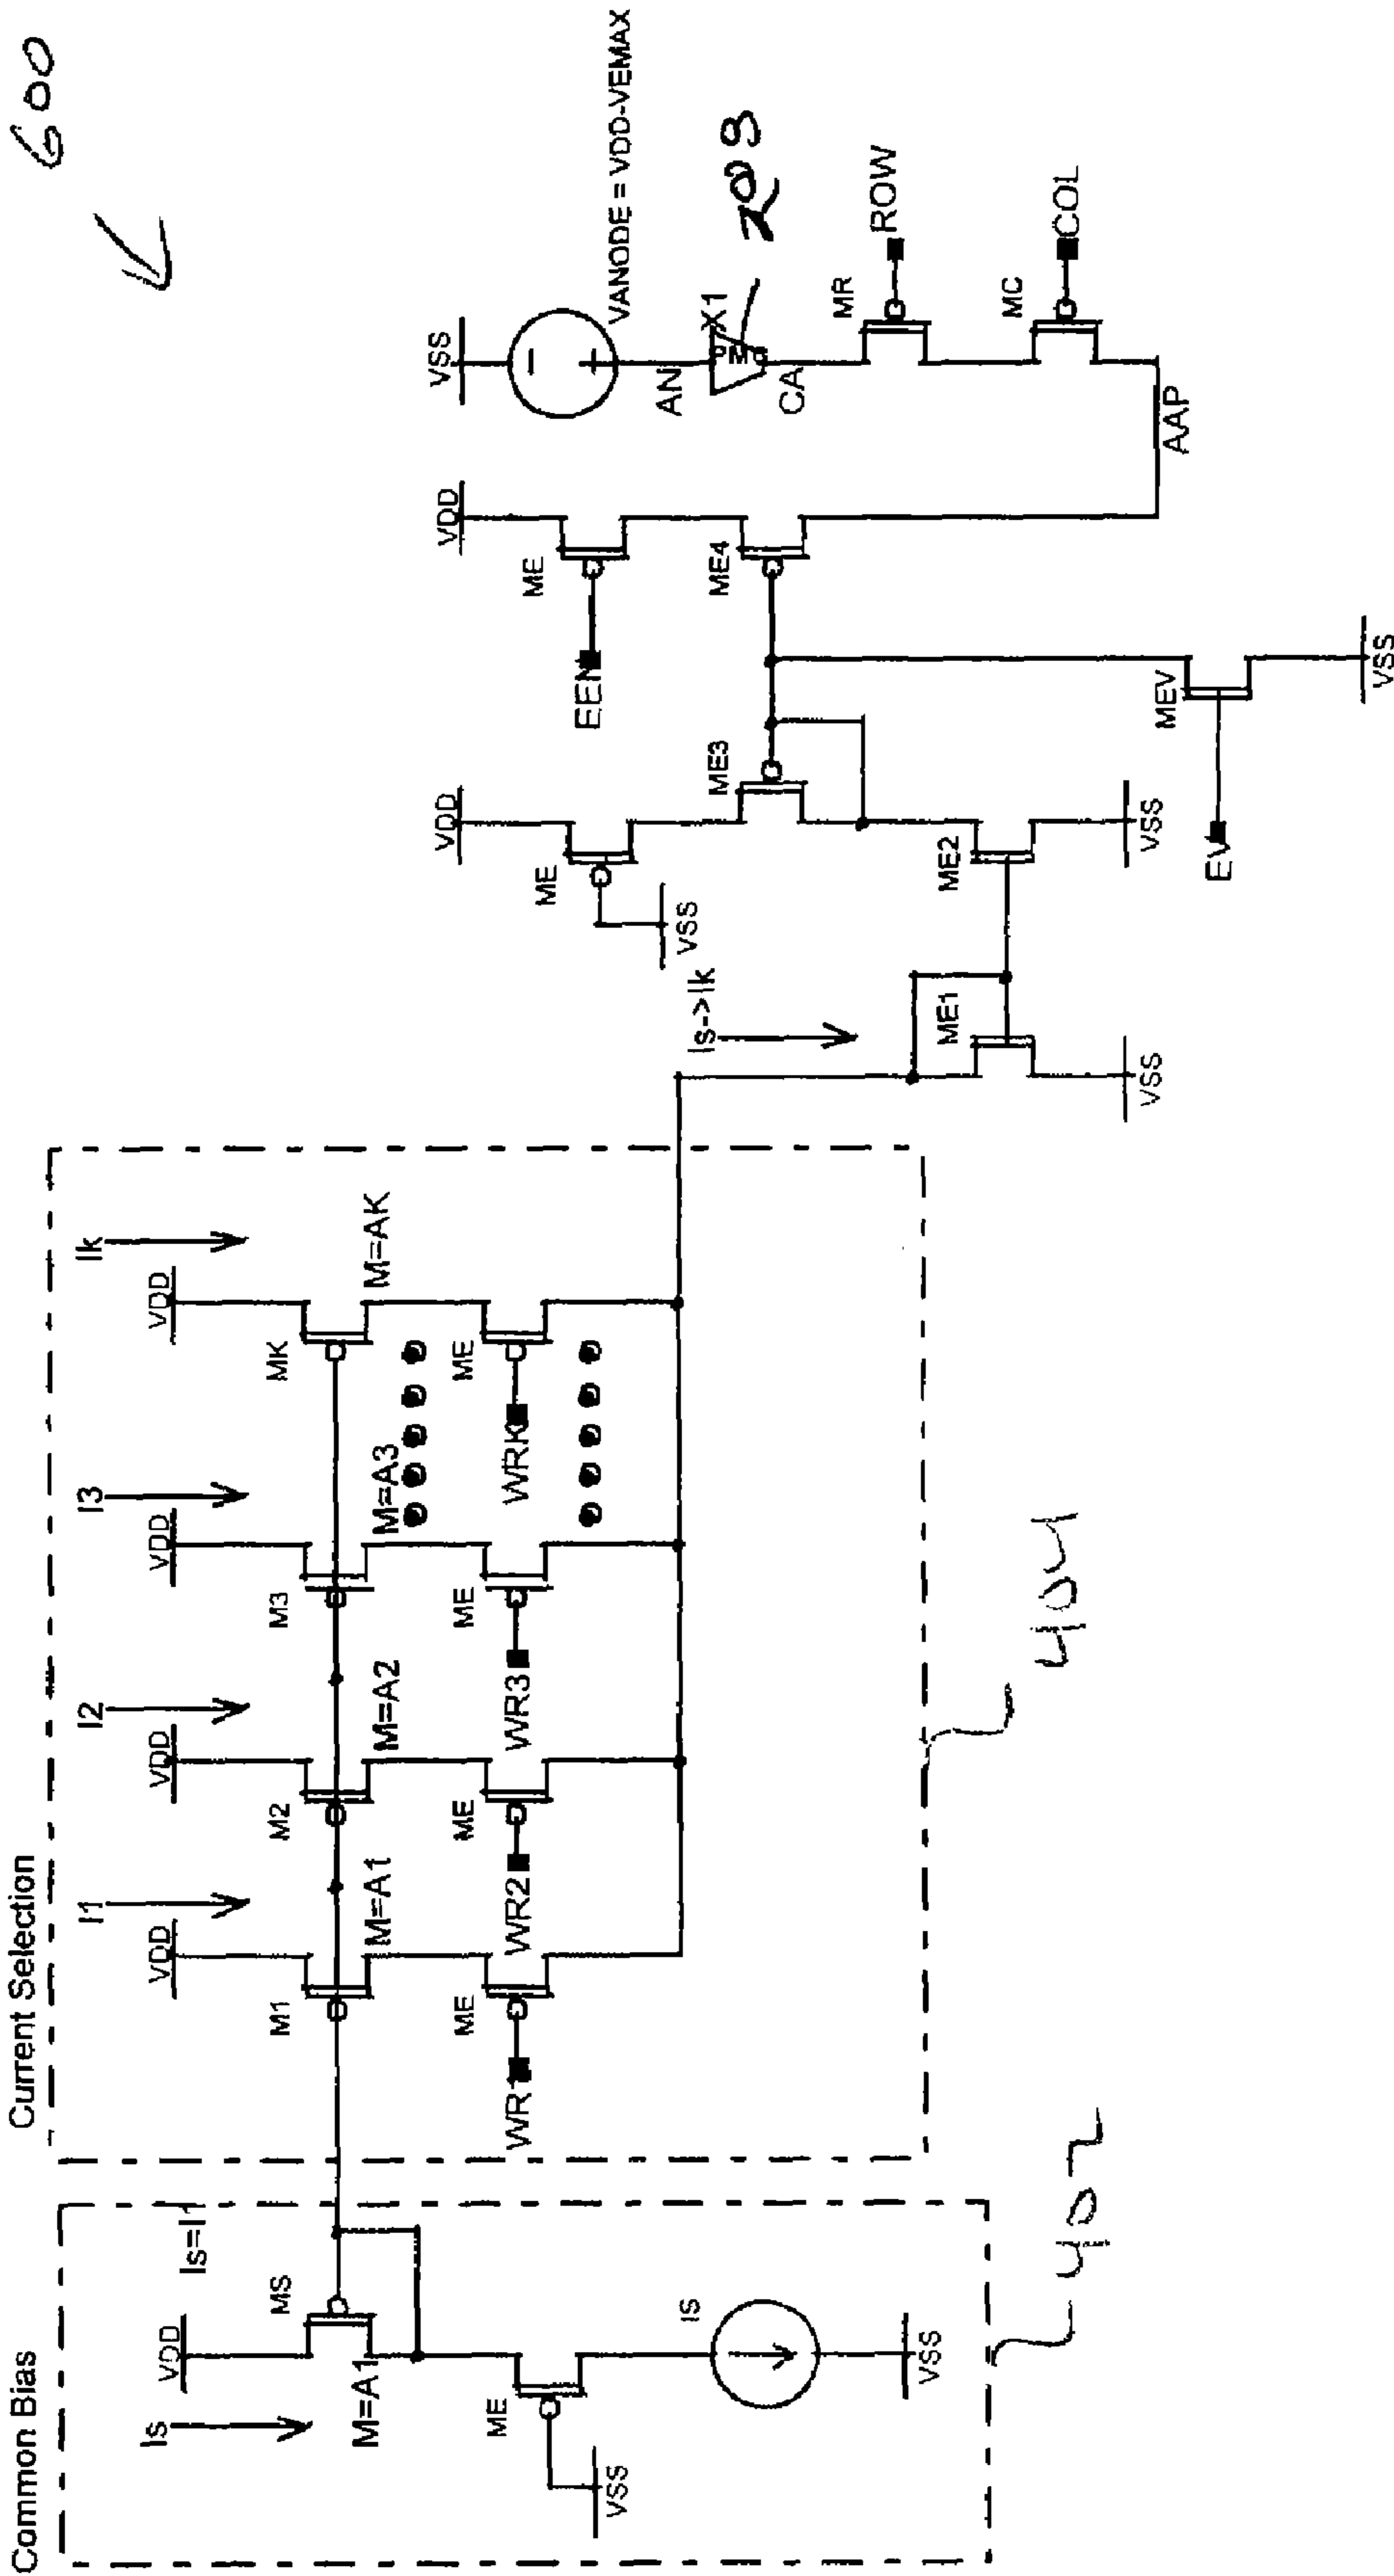 600
Common Bias
Current Selection
Is
VDD
MS
M=A1
Is=I1
ME
VSS
IS
VSS
402
I1
VDD
M1
M=A1
ME
WR1
I2
VDD
M2
M=A2
ME
WR2
I3
VDD
M3
M=A3
ME
WR3
Ik
VDD
MK
M=AK
ME
WRK
404
Is->Ik
ME1
VSS
VDD
ME
VSS
ME3
ME2
VSS
VDD
ME
EEN
ME4
MEV
EV
VSS
VSS
VANODE = VDD-VEMAX
AN
X1
M
CA
MR
ROW
MC
COL
AAP